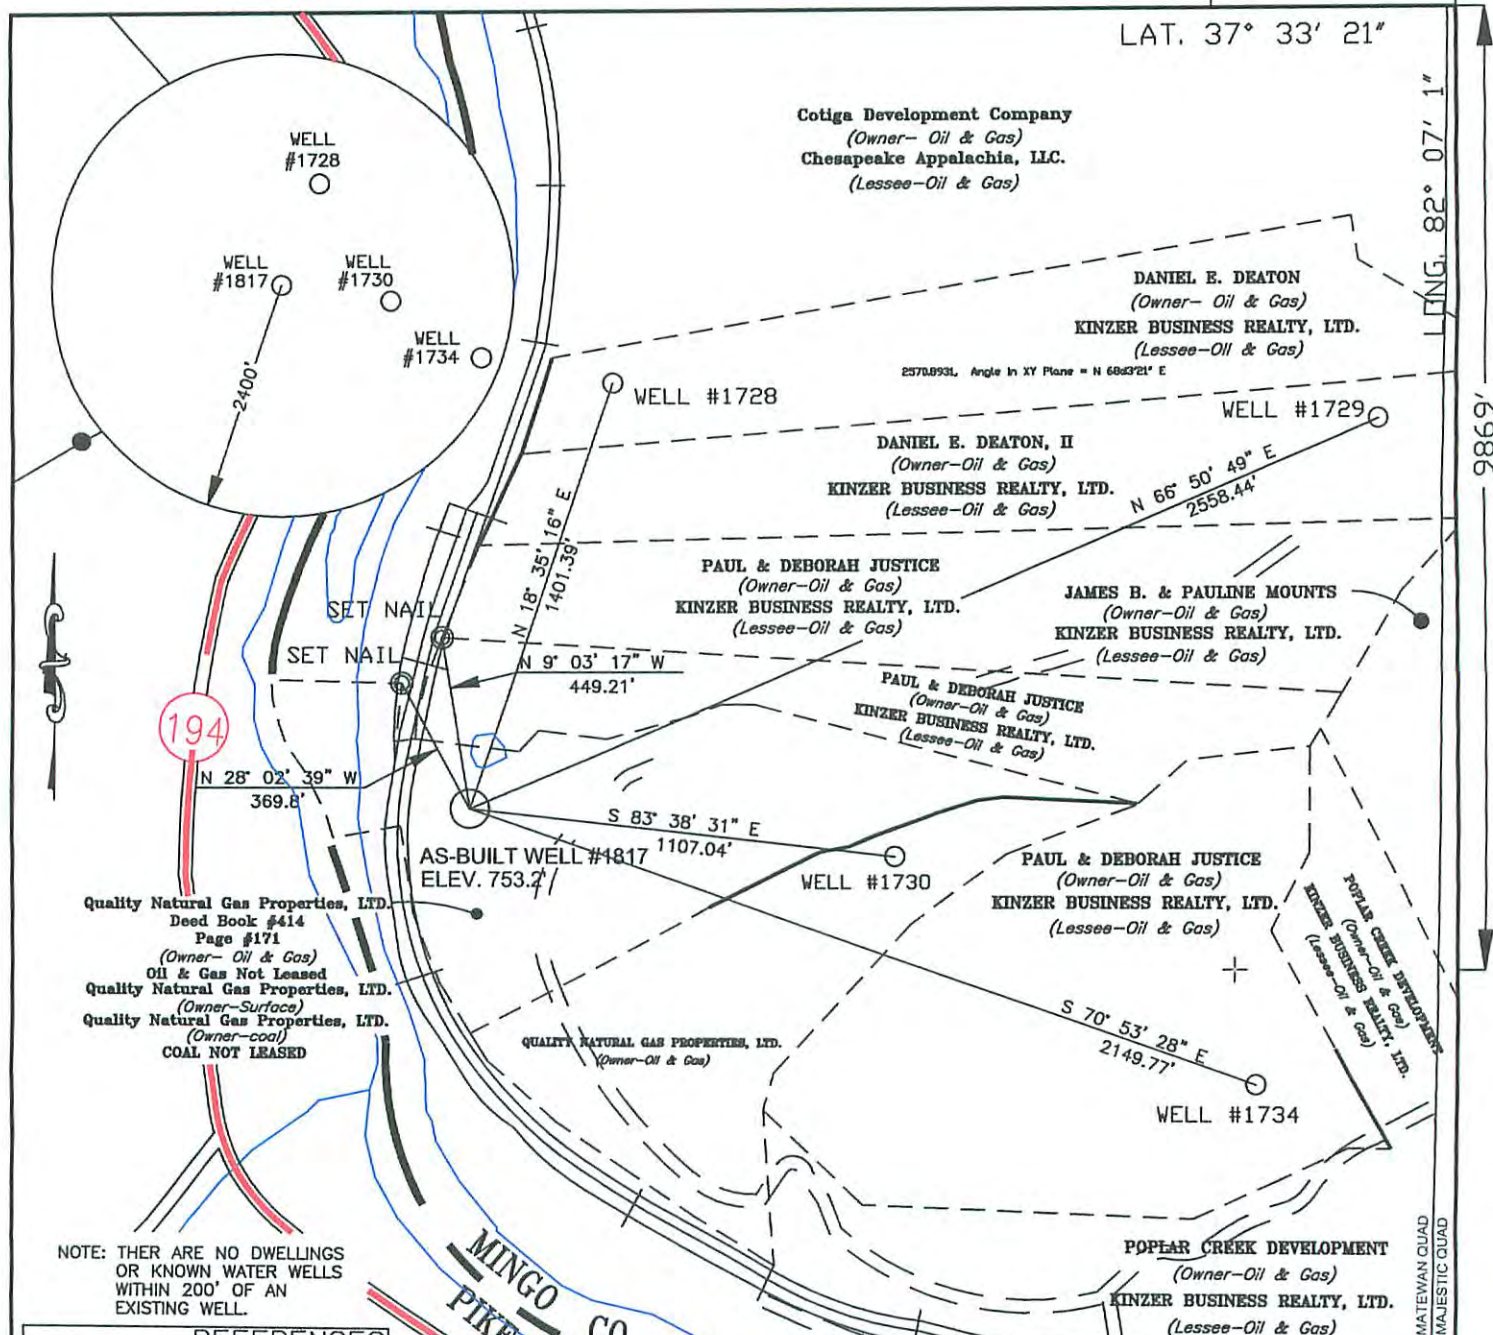 LAT. 37° 33' 21"
LONG. 82° 07' 1"
9869'
Cotiga Development Company
(Owner- Oil & Gas)
Chesapeake Appalachia, LLC.
(Lessee-Oil & Gas)
WELL
#1728
WELL
#1817
WELL
#1730
WELL
#1734
2400'
DANIEL E. DEATON
(Owner- Oil & Gas)
KINZER BUSINESS REALTY, LTD.
(Lessee-Oil & Gas)
2570.8931, Angle In XY Plane = N 68d3'21" E
WELL #1728
WELL #1729
DANIEL E. DEATON, II
(Owner-Oil & Gas)
KINZER BUSINESS REALTY, LTD.
(Lessee-Oil & Gas)
N 66° 50' 49" E
2558.44'
N 18° 35' 16" E
1401.39'
PAUL & DEBORAH JUSTICE
(Owner-Oil & Gas)
KINZER BUSINESS REALTY, LTD.
(Lessee-Oil & Gas)
JAMES B. & PAULINE MOUNTS
(Owner-Oil & Gas)
KINZER BUSINESS REALTY, LTD.
(Lessee-Oil & Gas)
SET NAIL
SET NAIL
N 9° 03' 17" W
449.21'
PAUL & DEBORAH JUSTICE
(Owner-Oil & Gas)
KINZER BUSINESS REALTY, LTD.
(Lessee-Oil & Gas)
194
N 28° 02' 39" W
369.8'
S 83° 38' 31" E
1107.04'
AS-BUILT WELL #1817
ELEV. 753.2'
WELL #1730
PAUL & DEBORAH JUSTICE
(Owner-Oil & Gas)
KINZER BUSINESS REALTY, LTD.
(Lessee-Oil & Gas)
POPLAR CREEK DEVELOPMENT
(Owner-Oil & Gas)
KINZER BUSINESS REALTY, LTD.
(Lessee-Oil & Gas)
Quality Natural Gas Properties, LTD.
Deed Book #414
Page #171
(Owner- Oil & Gas)
Oil & Gas Not Leased
Quality Natural Gas Properties, LTD.
(Owner-Surface)
Quality Natural Gas Properties, LTD.
(Owner-coal)
COAL NOT LEASED
QUALITY NATURAL GAS PROPERTIES, LTD.
(Owner-Oil & Gas)
S 70° 53' 28" E
2149.77'
WELL #1734
NOTE: THER ARE NO DWELLINGS
OR KNOWN WATER WELLS
WITHIN 200' OF AN
EXISTING WELL.
MINGO CO
PIKE
POPLAR CREEK DEVELOPMENT
(Owner-Oil & Gas)
KINZER BUSINESS REALTY, LTD.
(Lessee-Oil & Gas)
MATEWAN QUAD
MAJESTIC QUAD
REFERENCES